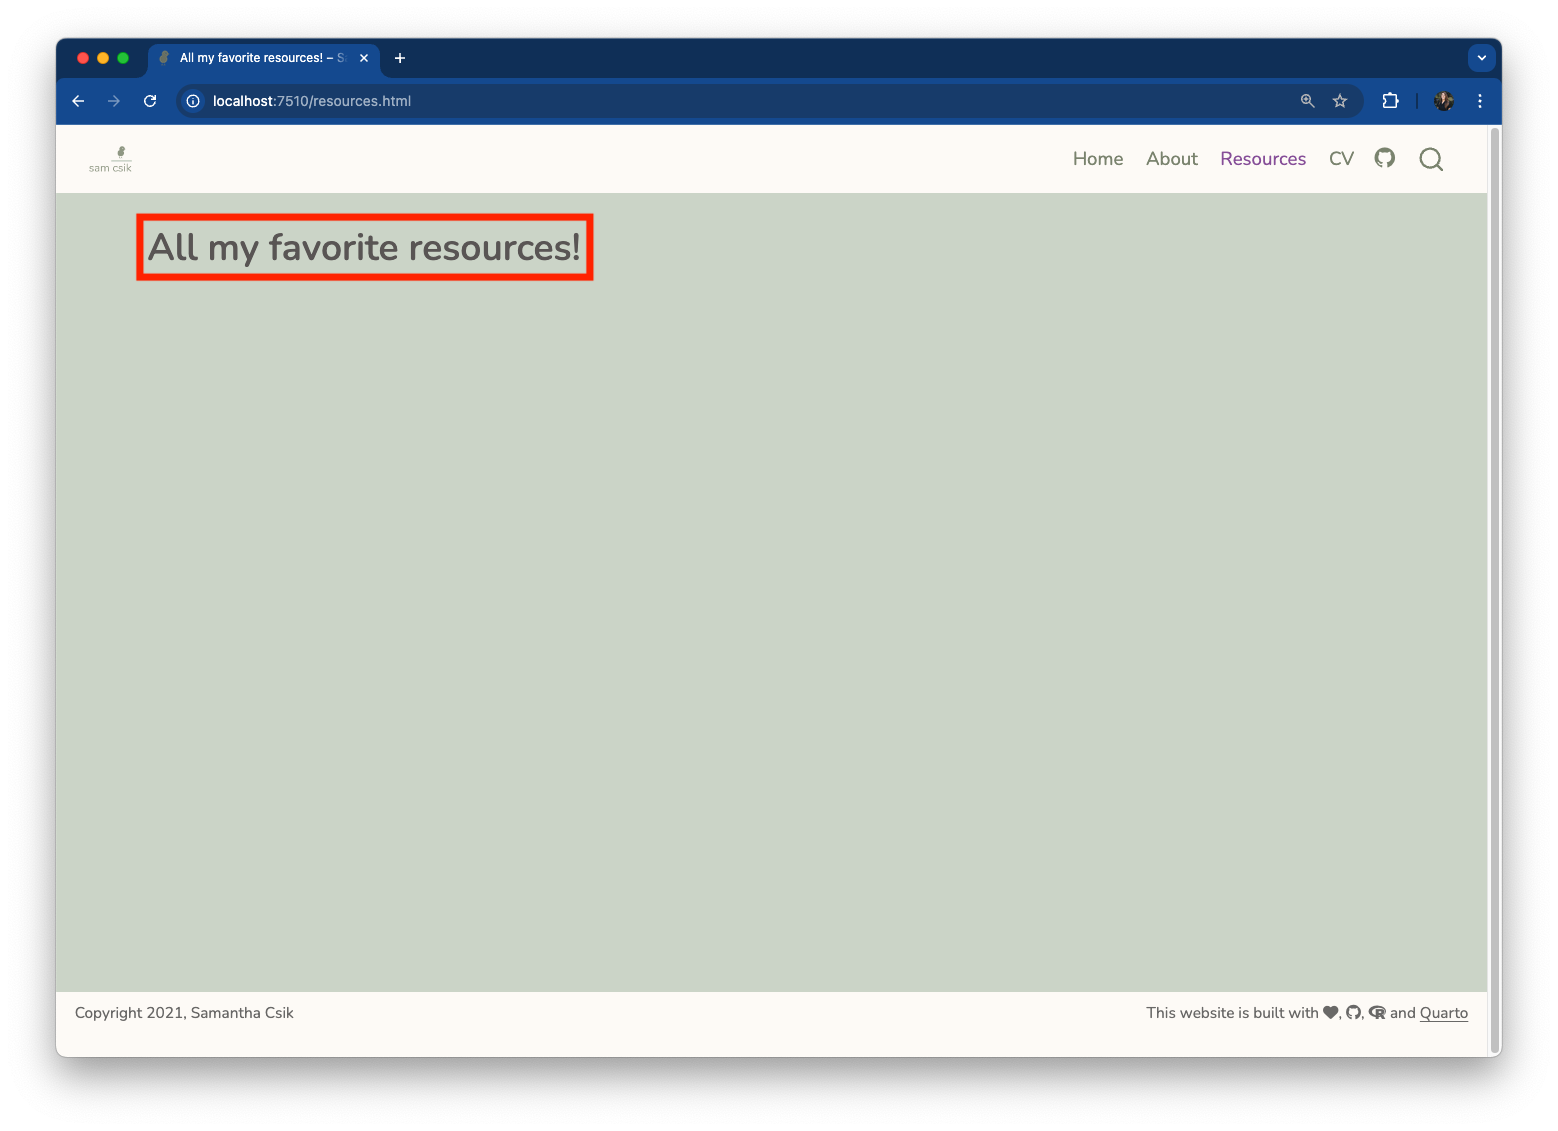 All my favorite resources! – S
localhost:7510/resources.html
sam csik
Home About Resources CV
All my favorite resources!
Copyright 2021, Samantha Csik
This website is built with , , and Quarto